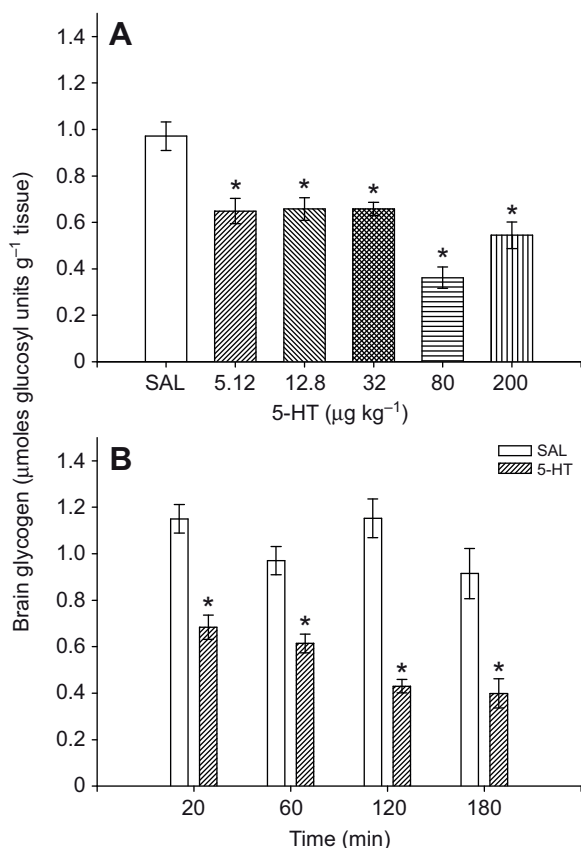 Brain glycogen (μmoles glucosyl units g⁻¹ tissue)
A
1.4
1.2
1.0
0.8
0.6
0.4
0.2
0
*
*
*
*
*
SAL 5.12 12.8 32 80 200
5-HT (μg kg⁻¹)
B
SAL
5-HT
1.4
1.2
1.0
0.8
0.6
0.4
0.2
0
*
*
*
*
20 60 120 180
Time (min)